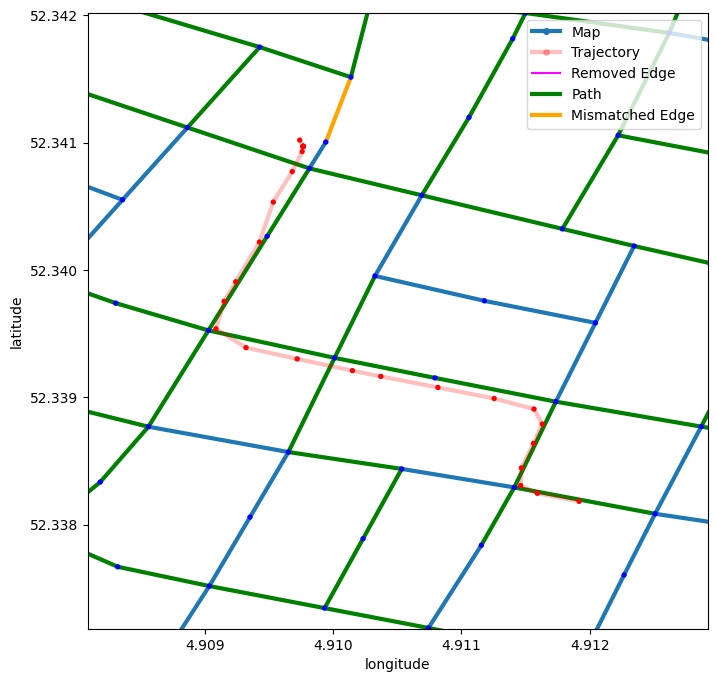 52.342
52.341
52.340
52.339
52.338
latitude
4.909
4.910
4.911
4.912
longitude
Map
Trajectory
Removed Edge
Path
Mismatched Edge